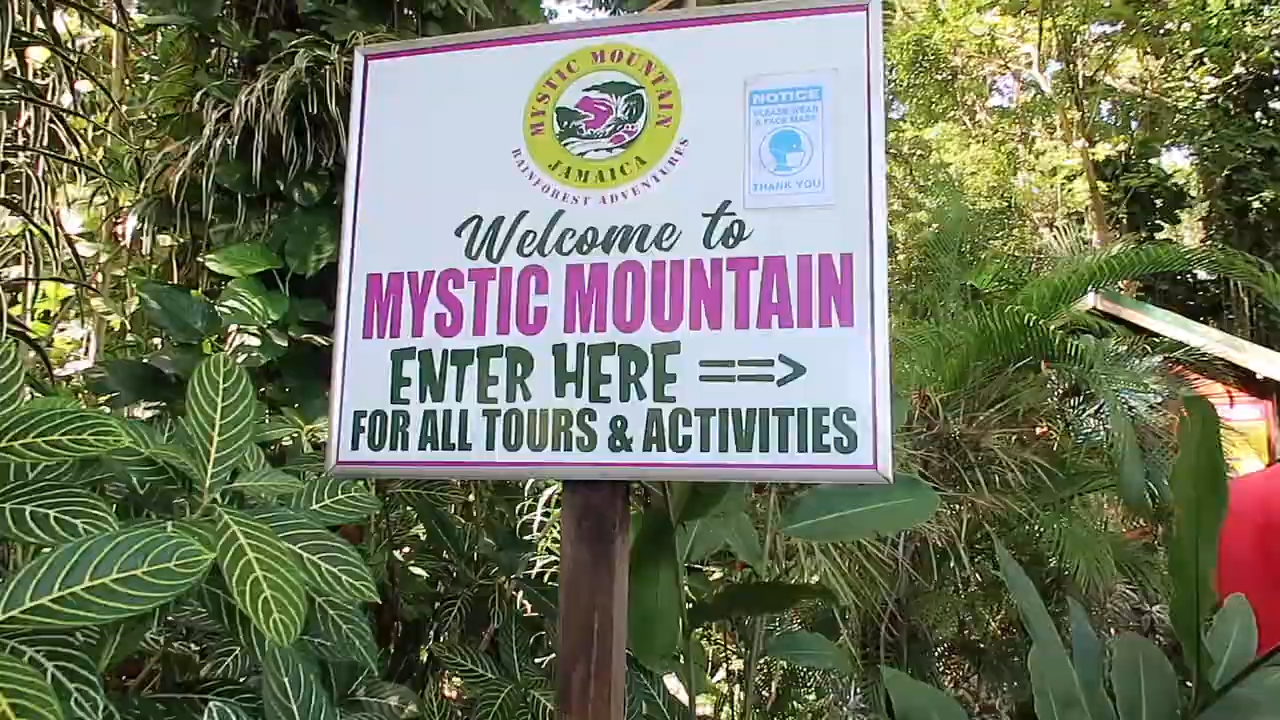 MYSTIC MOUNTAIN
JAMAICA
RAINFOREST ADVENTURES
NOTICE
PLEASE WEAR
A FACE MASK
THANK YOU
Welcome to
MYSTIC MOUNTAIN
ENTER HERE ==>
FOR ALL TOURS & ACTIVITIES